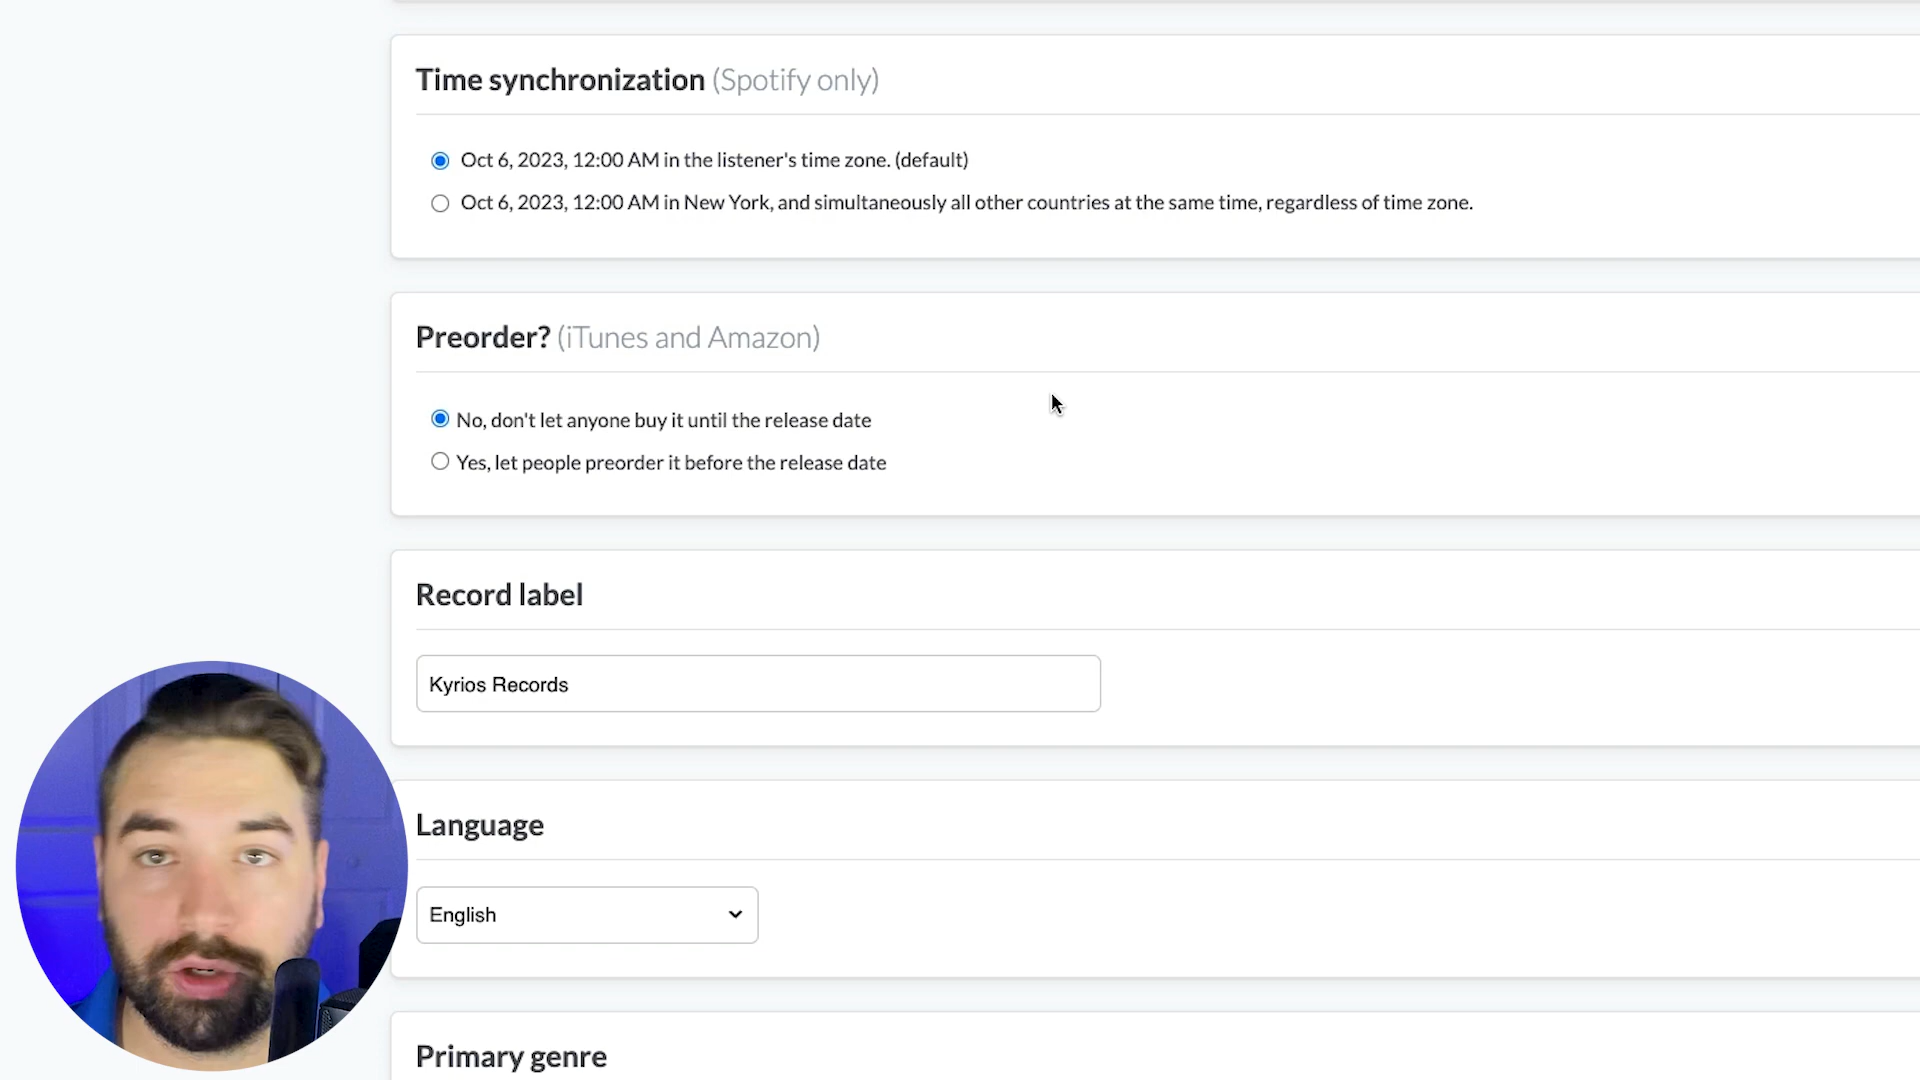 Time synchronization (Spotify only)
Oct 6, 2023, 12:00 AM in the listener's time zone. (default)
Oct 6, 2023, 12:00 AM in New York, and simultaneously all other countries at the same time, regardless of time zone.
Preorder? (iTunes and Amazon)
No, don't let anyone buy it until the release date
Yes, let people preorder it before the release date
Record label
Kyrios Records
Language
English
Primary genre